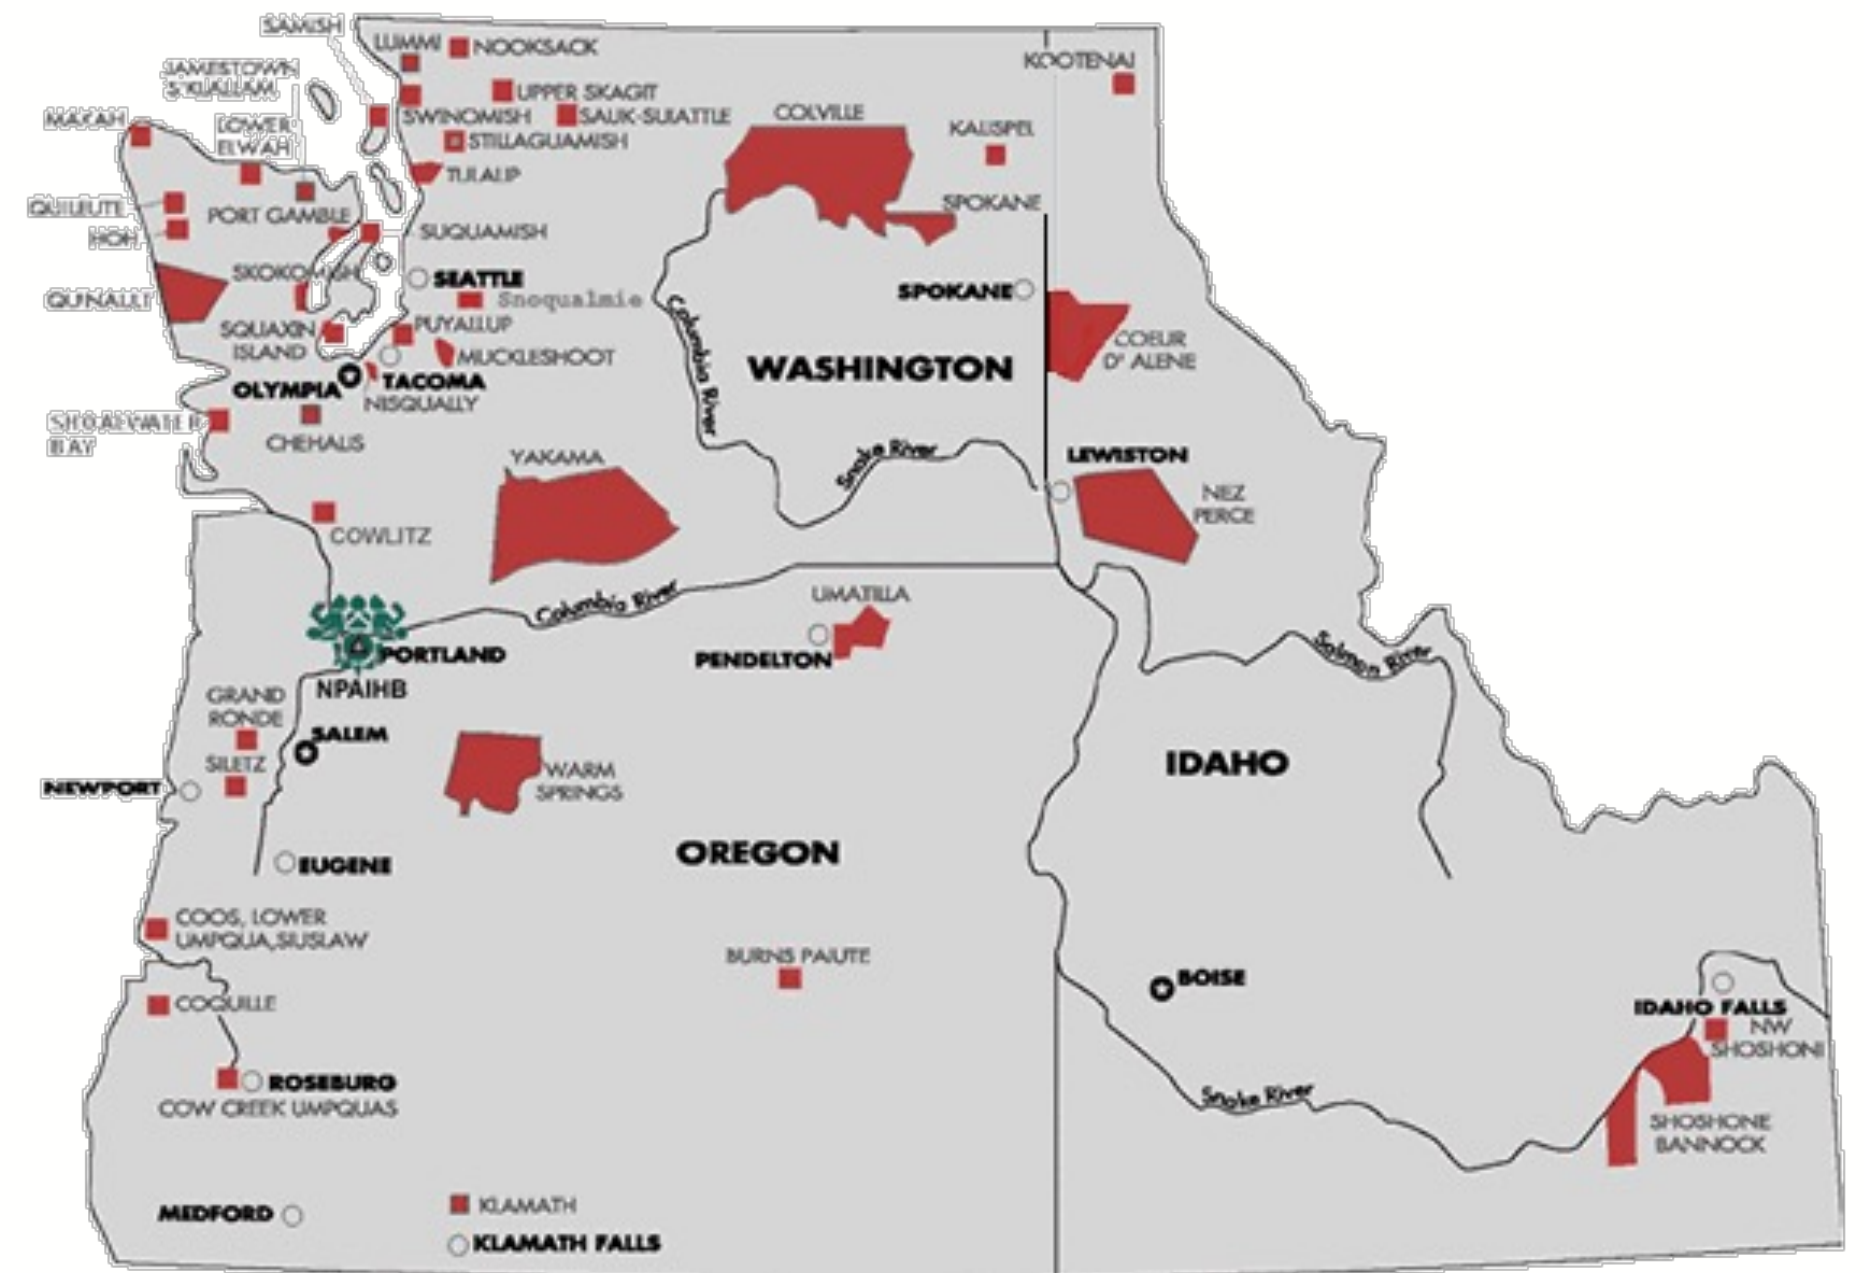 SAMISH
LUMMI
NOOKSACK
KOOTENAI
JAMESTOWN
S'KLALLAM
UPPER SKAGIT
MAKAH
LOWER
ELWAH
SWINOMISH
SAUK-SUIATTLE
COLVILLE
KALISPEL
STILLAGUAMISH
TULALIP
QUILEUTE
PORT GAMBLE
SPOKANE
HOH
SUQUAMISH
SKOKOMISH
SEATTLE
SPOKANE
QUINAULT
Snoqualmie
SQUAXIN
ISLAND
PUYALLUP
MUCKLESHOOT
Columbia River
WASHINGTON
COEUR
D' ALENE
OLYMPIA
TACOMA
NISQUALLY
SHOALWATER
BAY
CHEHALIS
YAKAMA
Snake River
LEWISTON
NEZ
PERCE
COWLITZ
Columbia River
UMATILLA
PORTLAND
NPAIHB
PENDELTON
Salmon River
GRAND
RONDE
SALEM
SILETZ
NEWPORT
WARM
SPRINGS
IDAHO
OREGON
EUGENE
COOS, LOWER
UMPQUA,SIUSLAW
BURNS PAIUTE
BOISE
COQUILLE
IDAHO FALLS
NW
SHOSHONI
ROSEBURG
COW CREEK UMPQUAS
Snake River
SHOSHONE
BANNOCK
MEDFORD
KLAMATH
KLAMATH FALLS